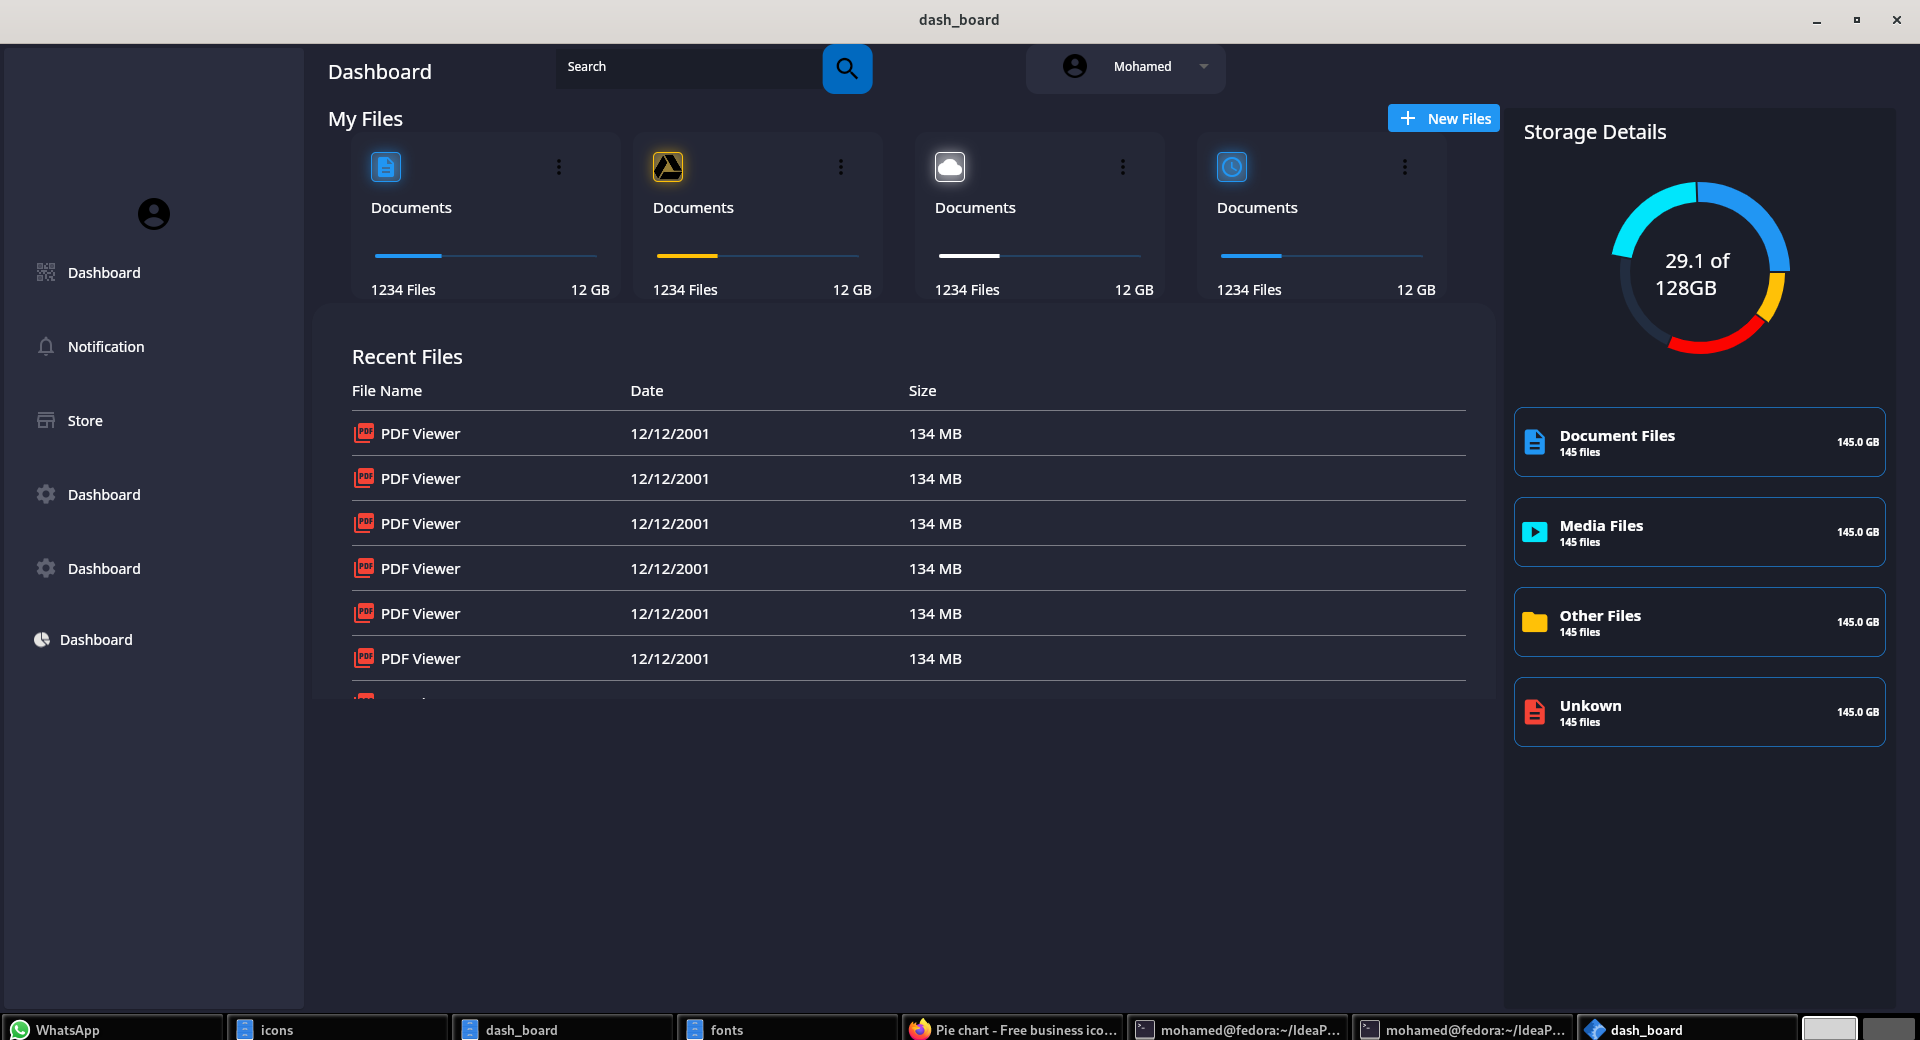 dash_board
Dashboard
Search
Mohamed
My Files
New Files
Storage Details
Documents
Documents
Documents
Documents
1234 Files 12 GB
1234 Files 12 GB
1234 Files 12 GB
1234 Files 12 GB
29.1 of
128GB
Dashboard
Notification
Store
Dashboard
Dashboard
Dashboard
Recent Files
File Name Date Size
PDF Viewer 12/12/2001 134 MB
PDF Viewer 12/12/2001 134 MB
PDF Viewer 12/12/2001 134 MB
PDF Viewer 12/12/2001 134 MB
PDF Viewer 12/12/2001 134 MB
PDF Viewer 12/12/2001 134 MB
Document Files
145 files
145.0 GB
Media Files
145 files
145.0 GB
Other Files
145 files
145.0 GB
Unkown
145 files
145.0 GB
WhatsApp
icons
dash_board
fonts
Pie chart - Free business ico...
mohamed@fedora:~/IdeaP...
mohamed@fedora:~/IdeaP...
dash_board